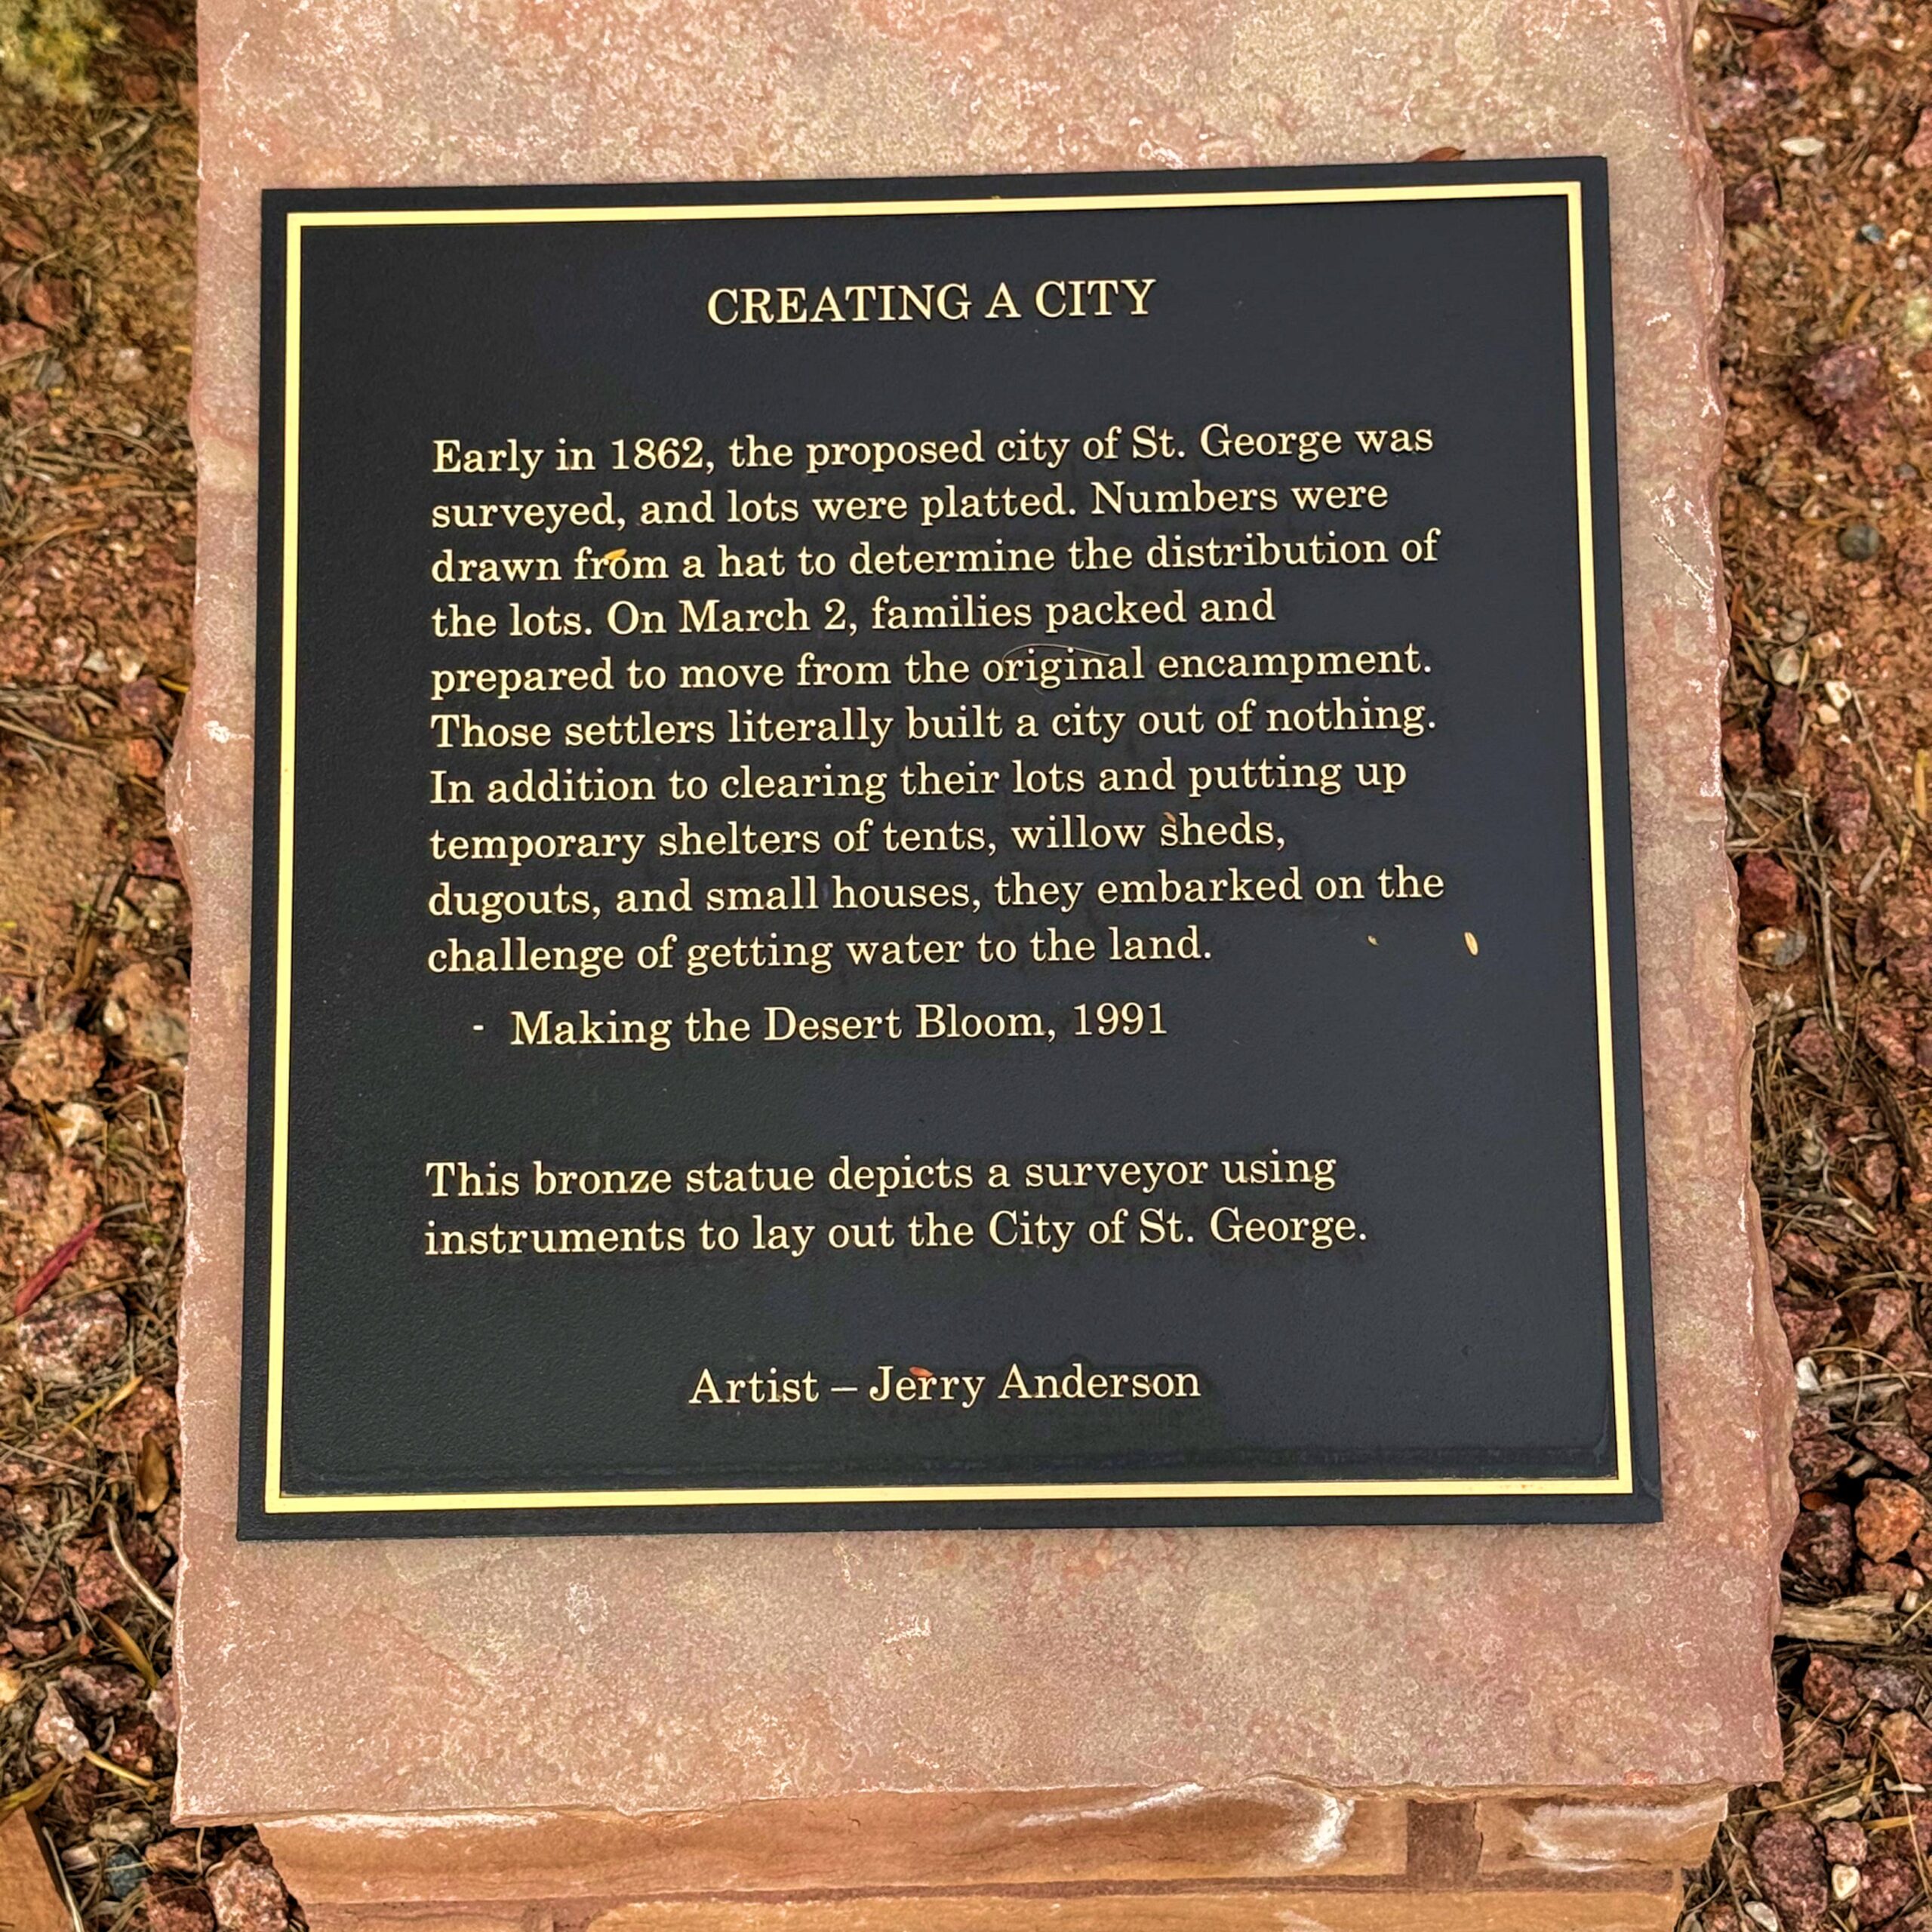 CREATING A CITY
Early in 1862, the proposed city of St. George was
surveyed, and lots were platted. Numbers were
drawn from a hat to determine the distribution of
the lots. On March 2, families packed and
prepared to move from the original encampment.
Those settlers literally built a city out of nothing.
In addition to clearing their lots and putting up
temporary shelters of tents, willow sheds,
dugouts, and small houses, they embarked on the
challenge of getting water to the land.
- Making the Desert Bloom, 1991
This bronze statue depicts a surveyor using
instruments to lay out the City of St. George.
Artist – Jerry Anderson